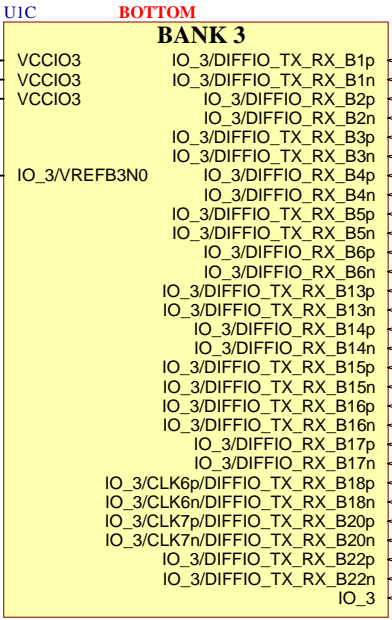 U1C BOTTOM
BANK 3
VCCIO3 IO_3/DIFFIO_TX_RX_B1p
VCCIO3 IO_3/DIFFIO_TX_RX_B1n
VCCIO3 IO_3/DIFFIO_RX_B2p
IO_3/DIFFIO_RX_B2n
IO_3/DIFFIO_TX_RX_B3p
IO_3/DIFFIO_TX_RX_B3n
IO_3/VREFB3N0 IO_3/DIFFIO_RX_B4p
IO_3/DIFFIO_RX_B4n
IO_3/DIFFIO_TX_RX_B5p
IO_3/DIFFIO_TX_RX_B5n
IO_3/DIFFIO_RX_B6p
IO_3/DIFFIO_RX_B6n
IO_3/DIFFIO_TX_RX_B13p
IO_3/DIFFIO_TX_RX_B13n
IO_3/DIFFIO_RX_B14p
IO_3/DIFFIO_RX_B14n
IO_3/DIFFIO_TX_RX_B15p
IO_3/DIFFIO_TX_RX_B15n
IO_3/DIFFIO_TX_RX_B16p
IO_3/DIFFIO_TX_RX_B16n
IO_3/DIFFIO_RX_B17p
IO_3/DIFFIO_RX_B17n
IO_3/CLK6p/DIFFIO_TX_RX_B18p
IO_3/CLK6n/DIFFIO_TX_RX_B18n
IO_3/CLK7p/DIFFIO_TX_RX_B20p
IO_3/CLK7n/DIFFIO_TX_RX_B20n
IO_3/DIFFIO_TX_RX_B22p
IO_3/DIFFIO_TX_RX_B22n
IO_3